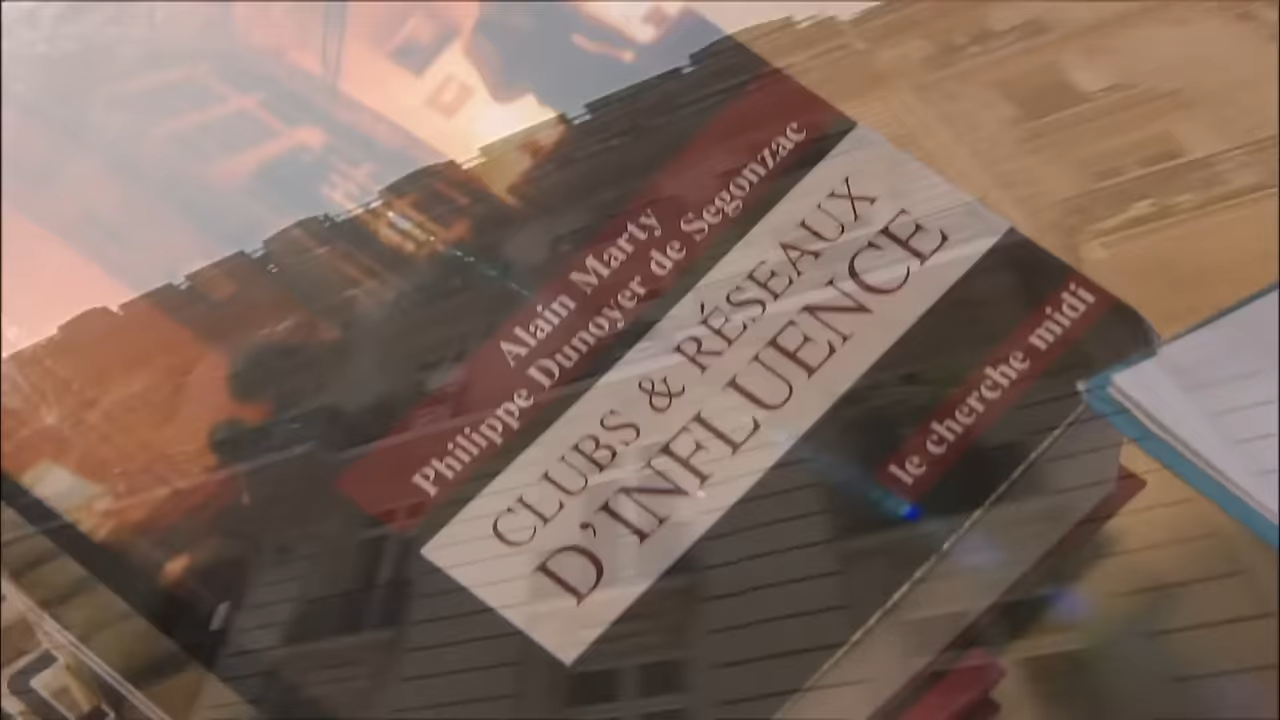 Alain Marty
Philippe Dunoyer de Segonzac
CLUBS & RÉSEAUX
D'INFLUENCE
le cherche midi